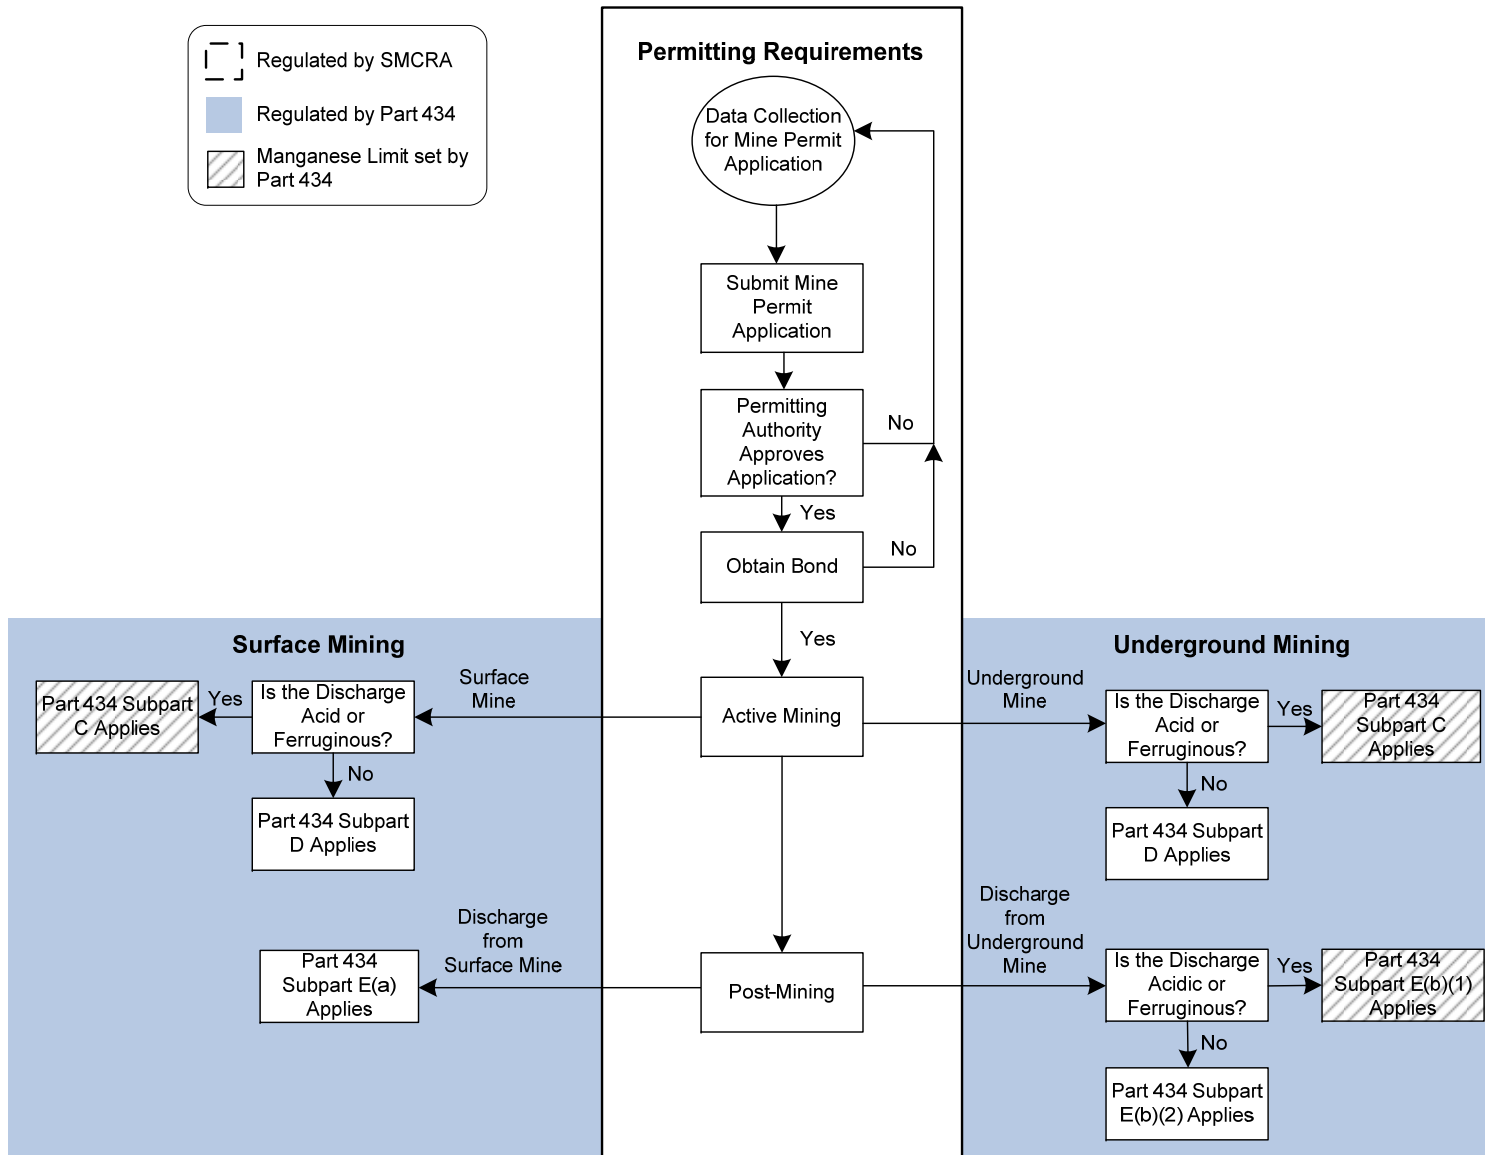 Regulated by SMCRA
Regulated by Part 434
Manganese Limit set by
Part 434
Permitting Requirements
Data Collection
for Mine Permit
Application
Submit Mine
Permit
Application
Permitting
Authority
Approves
Application?
No
Yes
Obtain Bond
No
Yes
Surface Mining
Part 434 Subpart
C Applies
Yes
Is the Discharge
Acid or
Ferruginous?
Surface
Mine
No
Part 434 Subpart
D Applies
Active Mining
Underground Mining
Underground
Mine
Is the Discharge
Acid or
Ferruginous?
Yes
Part 434
Subpart C
Applies
No
Part 434 Subpart
D Applies
Part 434
Subpart E(a)
Applies
Discharge
from
Surface Mine
Post-Mining
Discharge
from
Underground
Mine
Is the Discharge
Acidic or
Ferruginous?
Yes
Part 434
Subpart E(b)(1)
Applies
No
Part 434 Subpart
E(b)(2) Applies